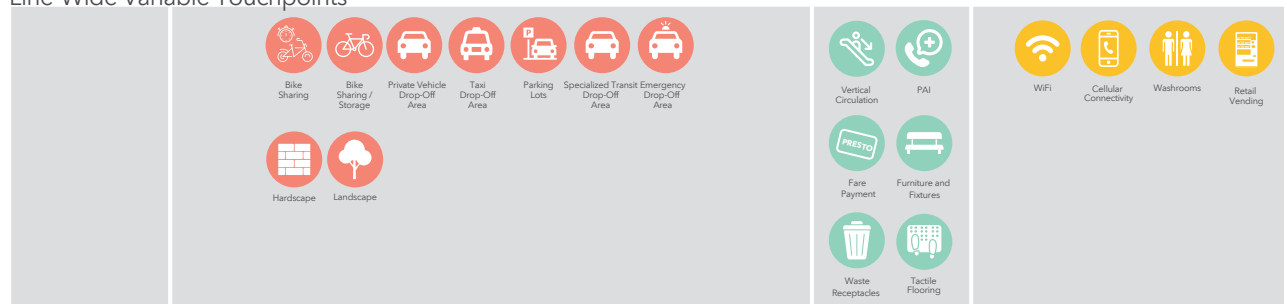 Line Wide Variable Touchpoints
Bike
Sharing
Bike
Sharing /
Storage
Private Vehicle
Drop-Off
Area
Taxi
Drop-Off
Area
P
Parking
Lots
Specialized Transit
Drop-Off
Area
Emergency
Drop-Off
Area
Hardscape
Landscape
Vertical
Circulation
PAI
PRESTO
Fare
Payment
Furniture and
Fixtures
Waste
Receptacles
Tactile
Flooring
WiFi
Cellular
Connectivity
Washrooms
Retail
Vending